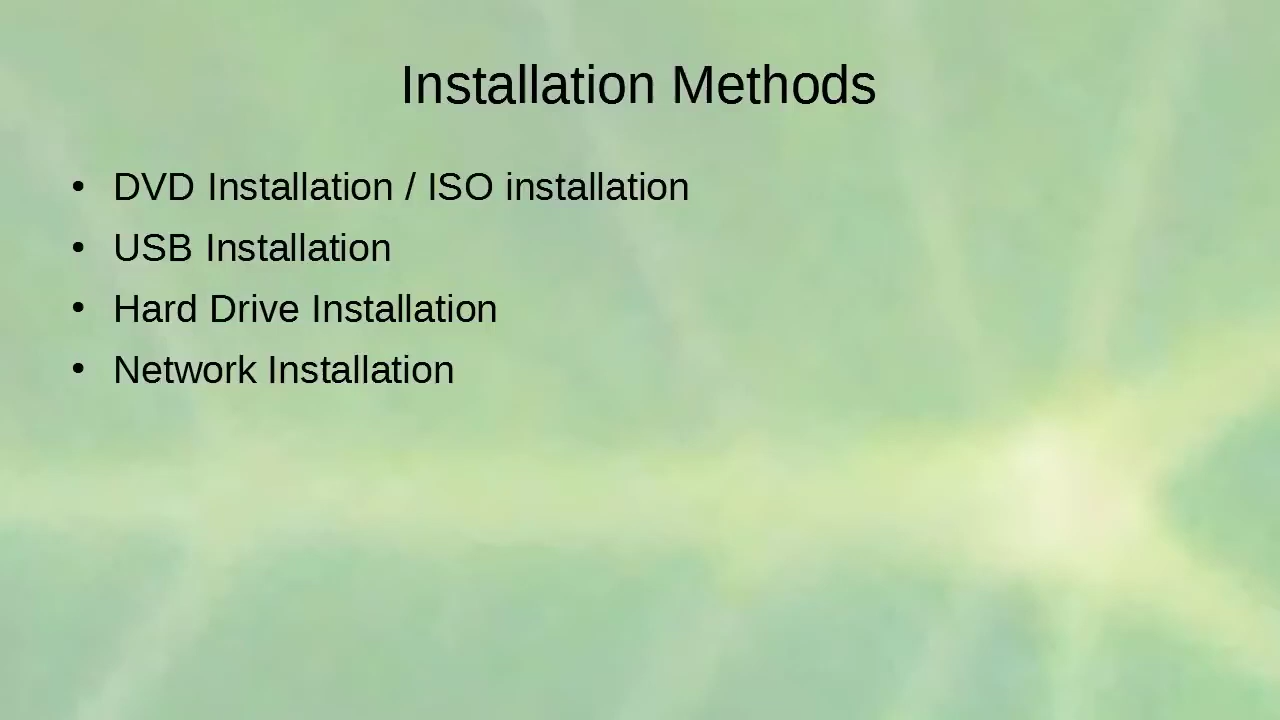 Installation Methods
• DVD Installation / ISO installation
• USB Installation
• Hard Drive Installation
• Network Installation